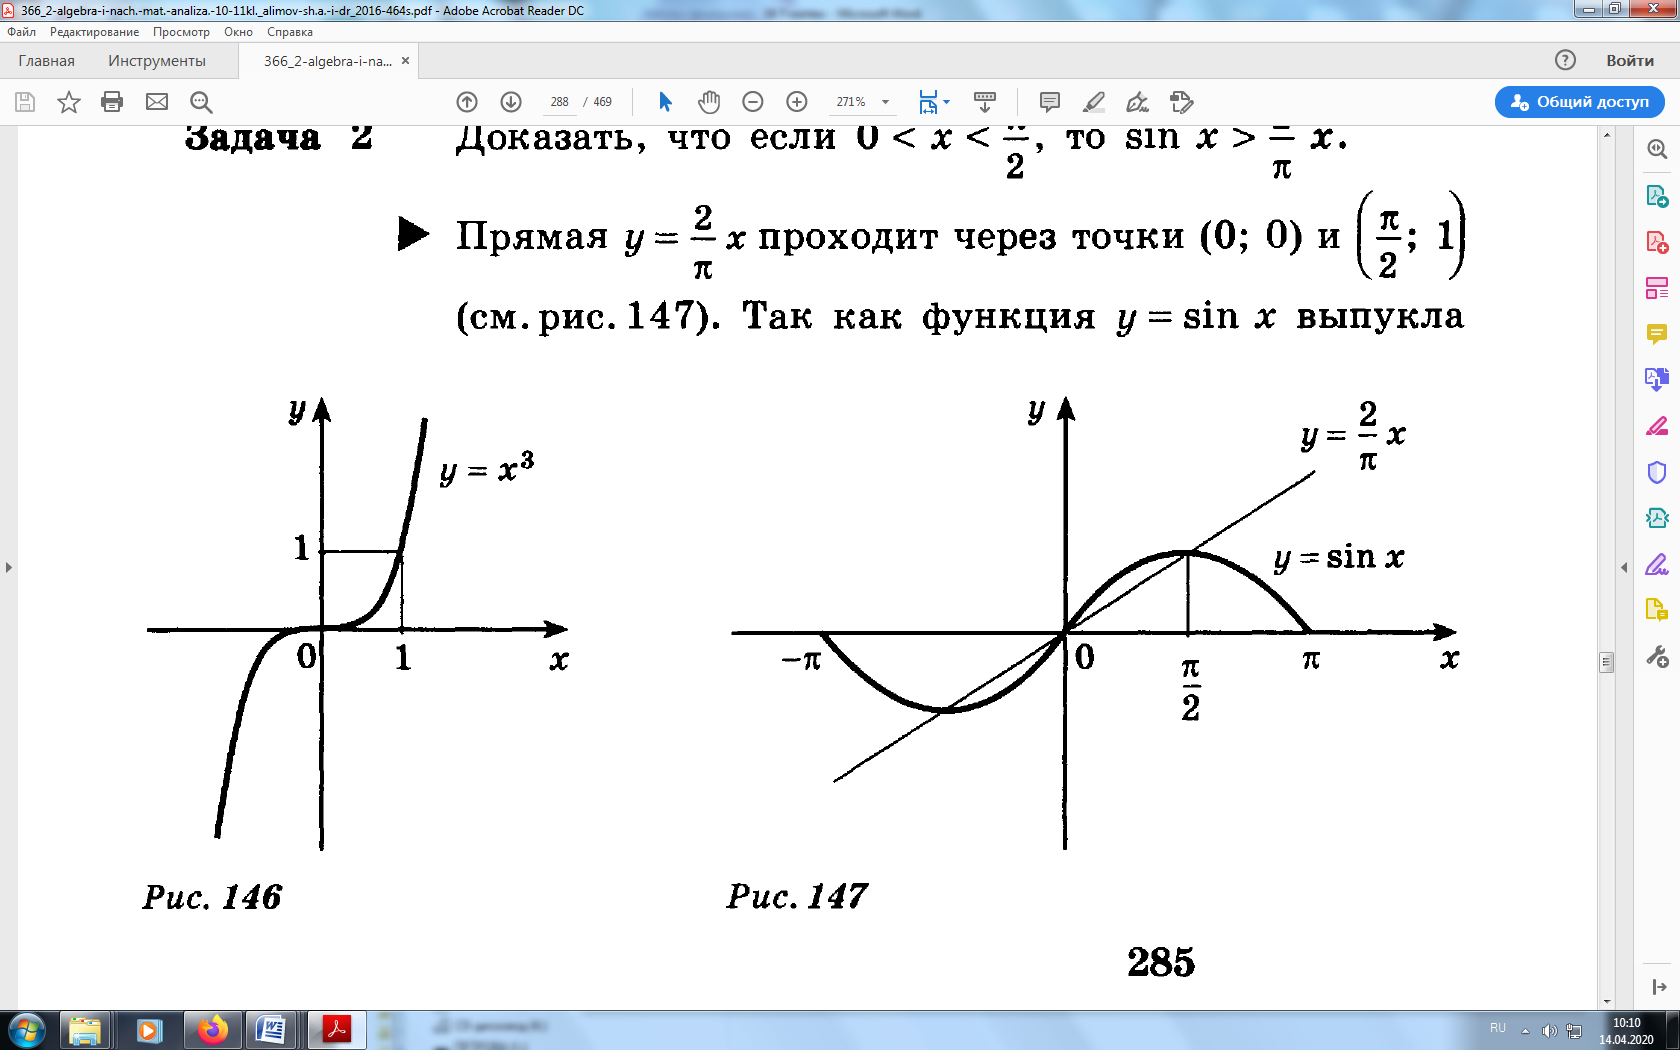 366_2-algebra-i-nach.-mat.-analiza.-10-11kl._alimov-sh.a.-i-dr_2016-464s.pdf - Adobe Acrobat Reader DC
Файл Редактирование Просмотр Окно Справка
Главная Инструменты 366_2-algebra-i-na... × ? Войти
288 / 469 271% Общий доступ
Задача 2 Доказать, что если 0 < x < π/2, то sin x > 2/π x.
Прямая y = 2/π x проходит через точки (0; 0) и (π/2; 1)
(см. рис. 147). Так как функция y = sin x выпукла
y
y = x³
1
0
1
x
Рис. 146
y
y = 2/π x
y = sin x
−π
0
π/2
π
x
Рис. 147
285
RU
10:10
14.04.2020